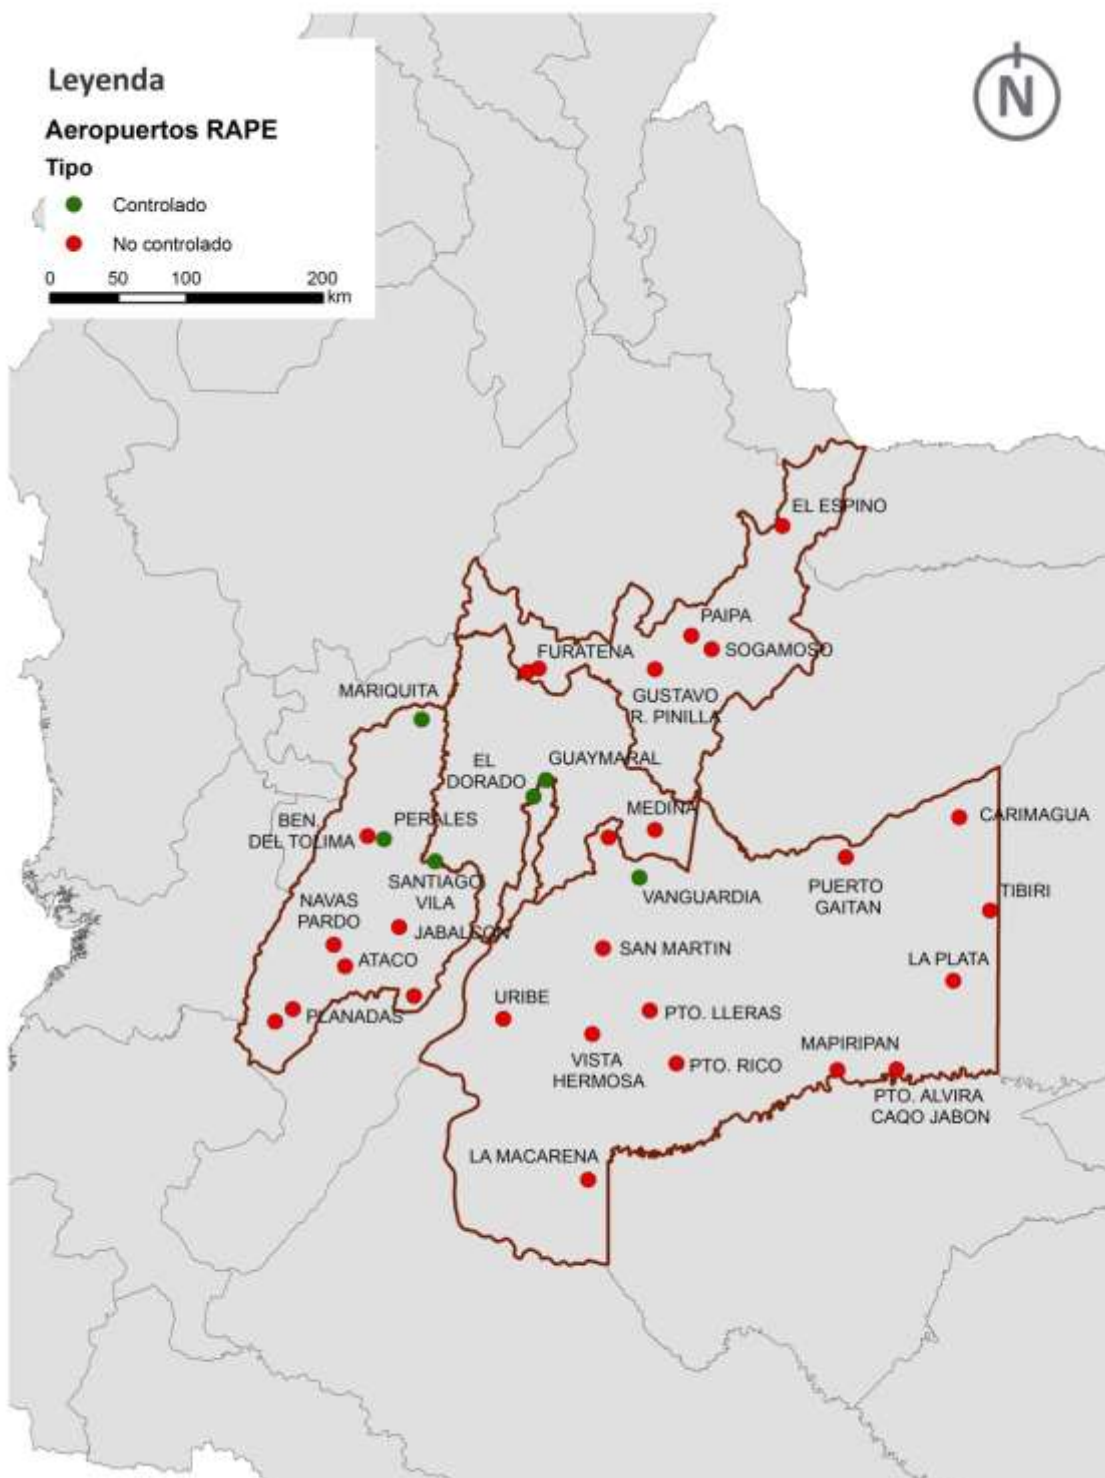 Leyenda
N
Aeropuertos RAPE
Tipo
Controlado
No controlado
0 50 100 200
km
EL ESPINO
PAIPA
SOGAMOSO
FURATENA
GUSTAVO
R. PINILLA
MARIQUITA
EL
DORADO
GUAYMARAL
BEN.
DEL TOLIMA
PERALES
MEDINA
CARIMAGUA
SANTIAGO
VILA
VANGUARDIA
PUERTO
GAITAN
TIBIRI
NAVAS
PARDO
JABALCON
ATACO
SAN MARTIN
LA PLATA
URIBE
PLANADAS
PTO. LLERAS
VISTA
HERMOSA
PTO. RICO
MAPIRIPAN
PTO. ALVIRA
CAQO JABON
LA MACARENA